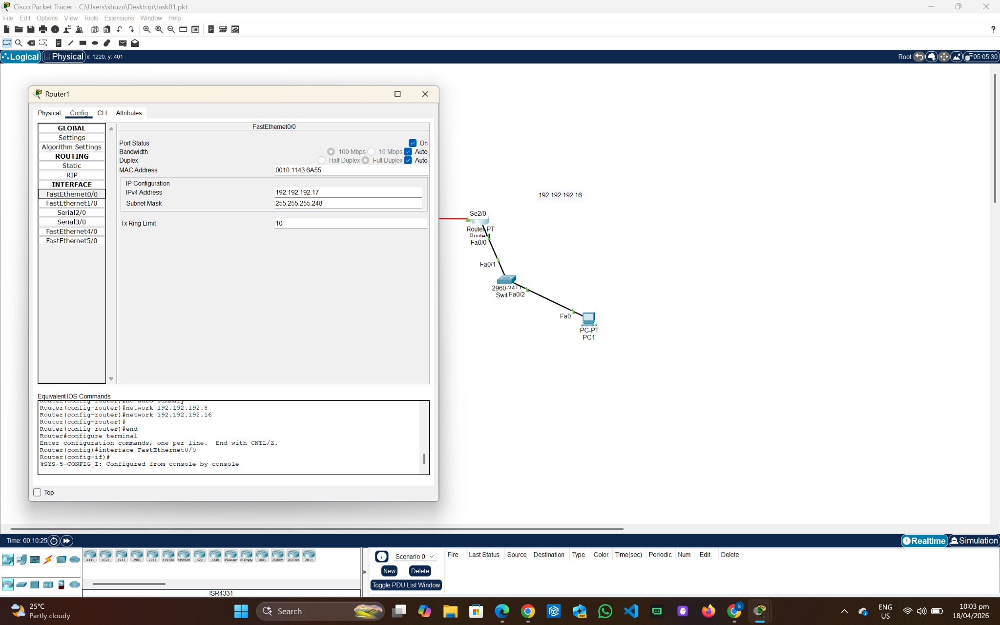 Cisco Packet Tracer - C:\Users\shuza\Desktop\task01.pkt
File Edit Options View Tools Extensions Window Help
Logical Physical x: 1220, y: 401 Root 05:05:30
Router1
Physical Config CLI Attributes
GLOBAL
Settings
Algorithm Settings
ROUTING
Static
RIP
INTERFACE
FastEthernet0/0
FastEthernet1/0
Serial2/0
Serial3/0
FastEthernet4/0
FastEthernet5/0
FastEthernet0/0
Port Status On
Bandwidth 100 Mbps 10 Mbps Auto
Duplex Half Duplex Full Duplex Auto
MAC Address 0010.1143.6A55
IP Configuration
IPv4 Address 192.192.192.17
Subnet Mask 255.255.255.248
Tx Ring Limit 10
Equivalent IOS Commands
Router(config-router)#no auto-summary
Router(config-router)#network 192.192.192.8
Router(config-router)#network 192.192.192.16
Router(config-router)#
Router(config-router)#end
Router#configure terminal
Enter configuration commands, one per line. End with CNTL/Z.
Router(config)#interface FastEthernet0/0
Router(config-if)#
%SYS-5-CONFIG_I: Configured from console by console
Top
192.192.192.16
Se2/0
Router-PT
Router1
Fa0/0
Fa0/1
2960-24TT
Swit Fa0/2
Fa0
PC-PT
PC1
Time: 00:10:25 Realtime Simulation
4331 4321 1941 2901 2911 819IOX 819HGW 829 1240 PT-Router PT-Empty 1841 2620XM 2621XM 2811
ISR4331
Scenario 0
New Delete
Toggle PDU List Window
Fire Last Status Source Destination Type Color Time(sec) Periodic Num Edit Delete
25°C
Partly cloudy
Search
PRE
k
ENG
US
10:03 pm
18/04/2026